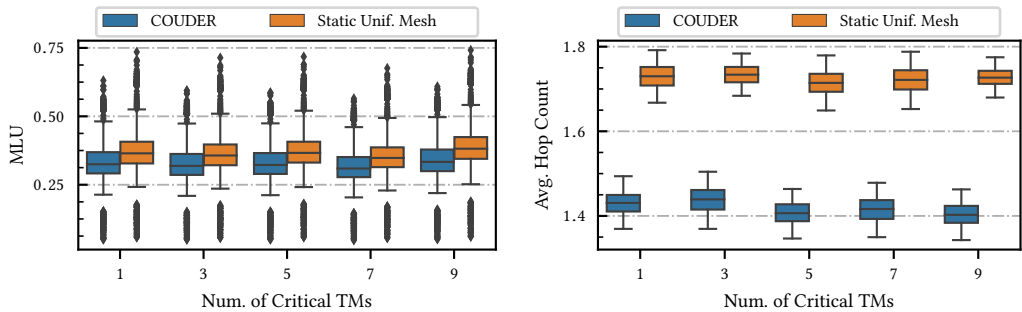 COUDER Static Unif. Mesh
MLU
0.75
0.50
0.25
1 3 5 7 9
Num. of Critical TMs
COUDER Static Unif. Mesh
Avg. Hop Count
1.8
1.6
1.4
1 3 5 7 9
Num. of Critical TMs